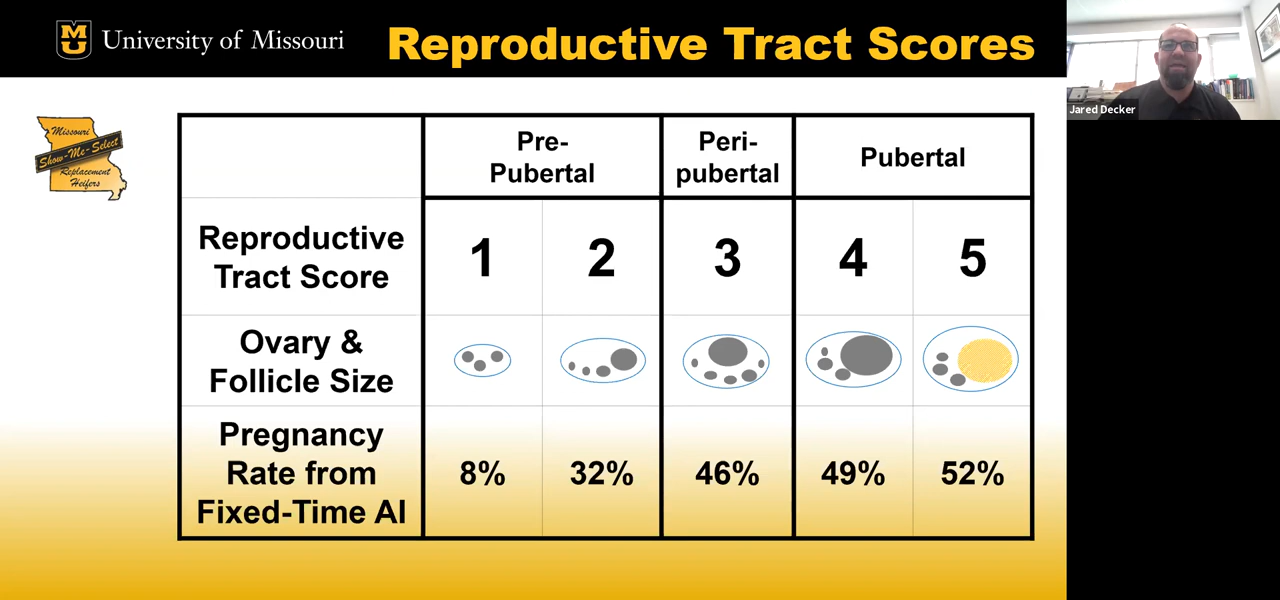 University of Missouri
Reproductive Tract Scores
Jared Decker
Missouri
Show-Me-Select
Replacement
Heifers
Pre-
Pubertal
Peri-
pubertal
Pubertal
Reproductive
Tract Score
1 2 3 4 5
Ovary &
Follicle Size
Pregnancy
Rate from
Fixed-Time AI
8% 32% 46% 49% 52%